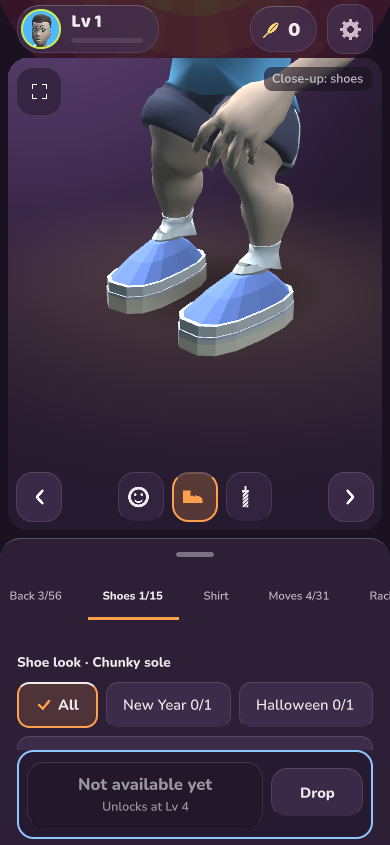 Lv 1
0
Close-up: shoes
Back 3/56
Shoes 1/15
Shirt
Moves 4/31
Shoe look · Chunky sole
All
New Year 0/1
Halloween 0/1
Not available yet
Unlocks at Lv 4
Drop